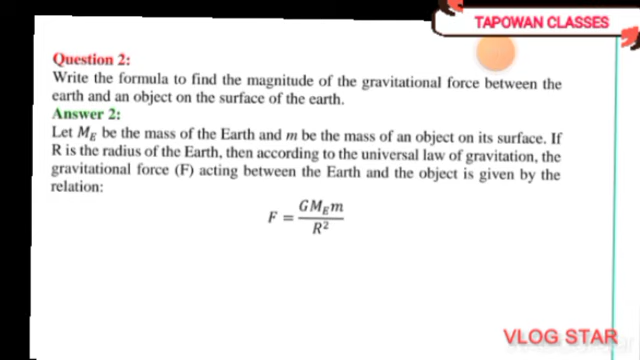 TAPOWAN CLASSES
Question 2:
Write the formula to find the magnitude of the gravitational force between the
earth and an object on the surface of the earth.
Answer 2:
Let M_E be the mass of the Earth and m be the mass of an object on its surface. If
R is the radius of the Earth, then according to the universal law of gravitation, the
gravitational force (F) acting between the Earth and the object is given by the
relation:
F = GM_Em / R²
VLOG STAR